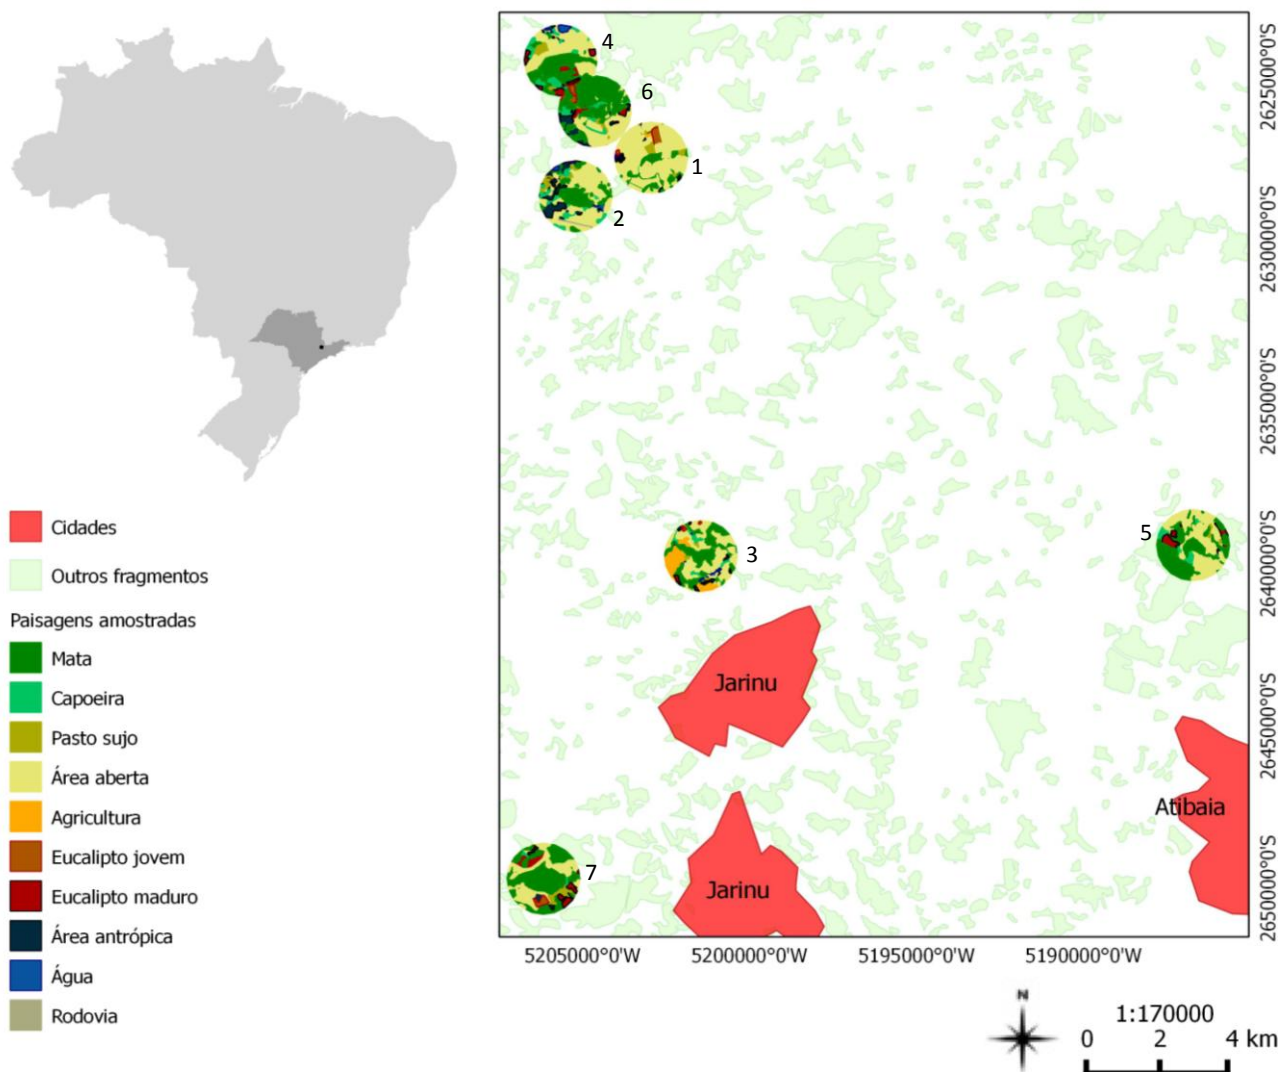 4
6
1
2
3
5
7
Jarinu
Jarinu
Atibaia
2625000°0'S
2630000°0'S
2635000°0'S
2640000°0'S
2645000°0'S
2650000°0'S
5205000°0'W
5200000°0'W
5195000°0'W
5190000°0'W
Cidades
Outros fragmentos
Paisagens amostradas
Mata
Capoeira
Pasto sujo
Área aberta
Agricultura
Eucalipto jovem
Eucalipto maduro
Área antrópica
Água
Rodovia
N
1:170000
0 2 4 km